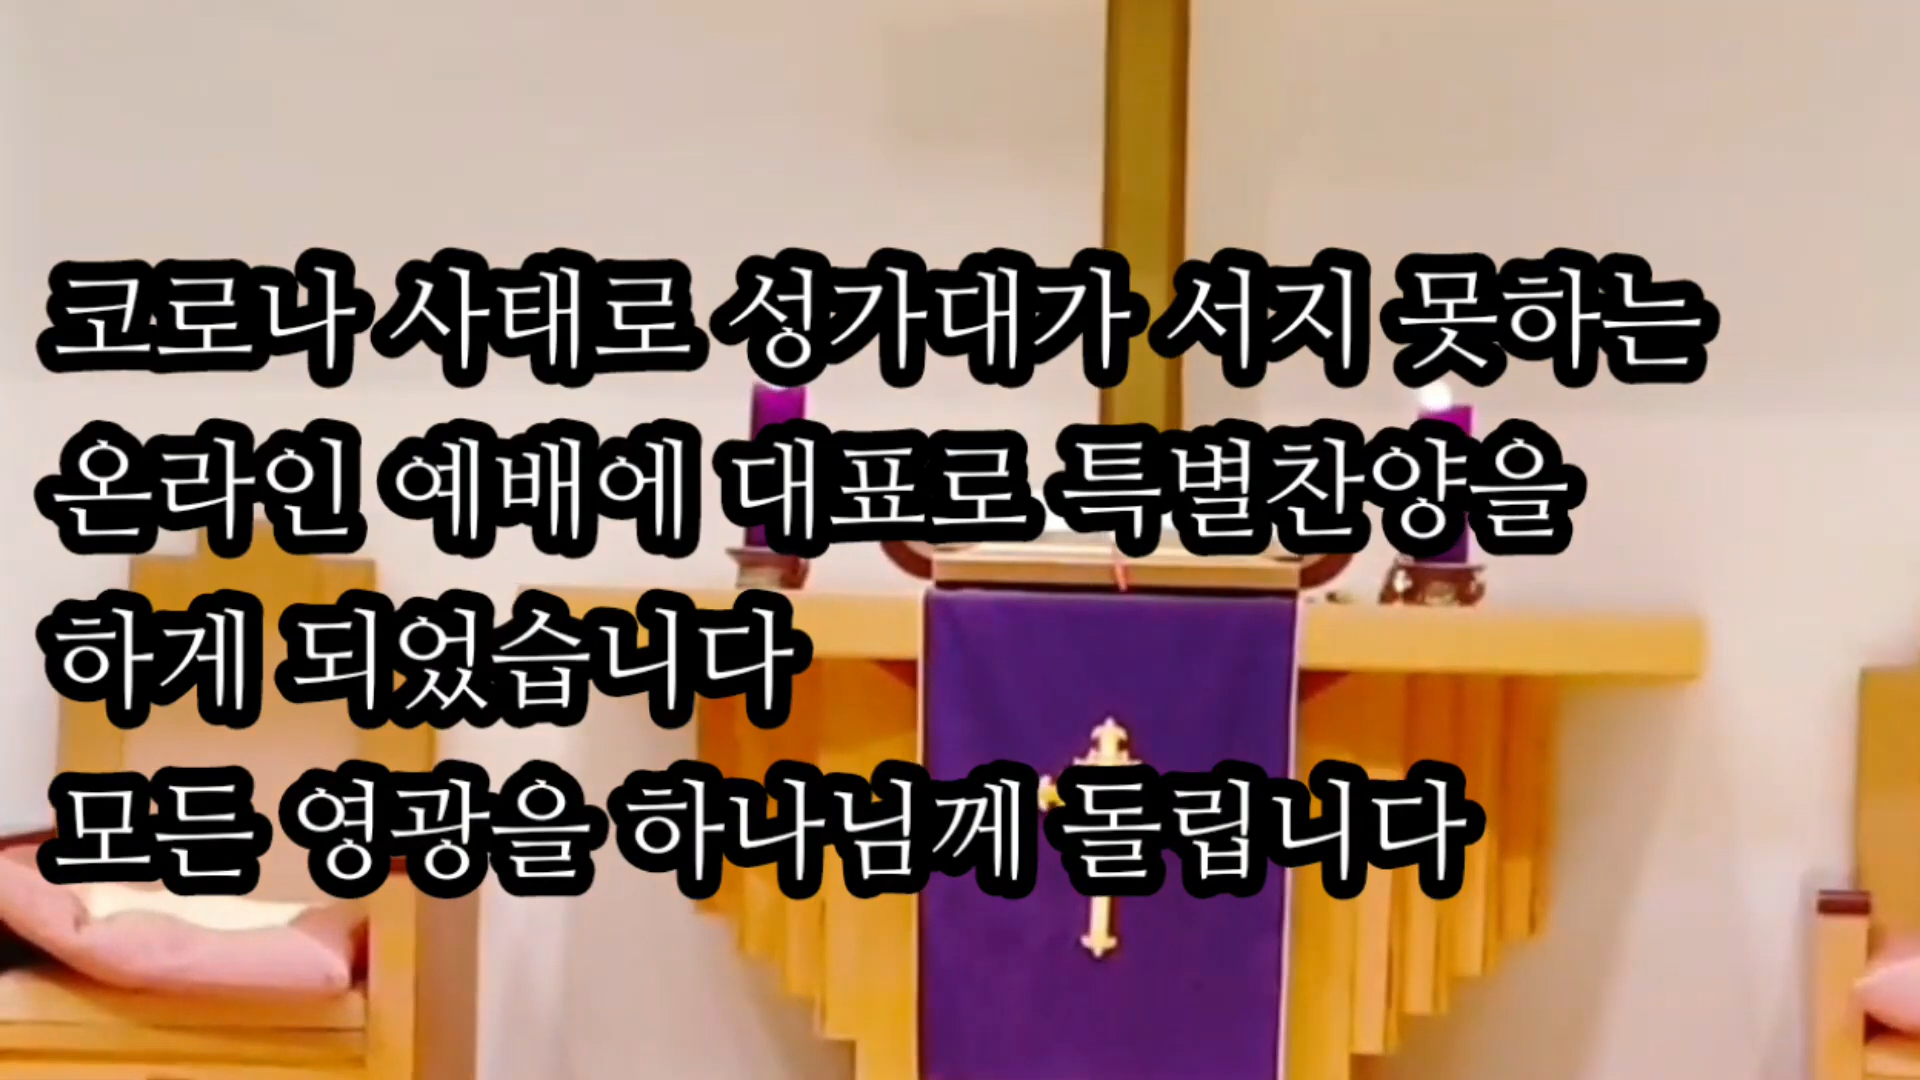 코로나 사태로 성가대가 서지 못하는
온라인 예배에 대표로 특별찬양을
하게 되었습니다
모든 영광을 하나님께 돌립니다